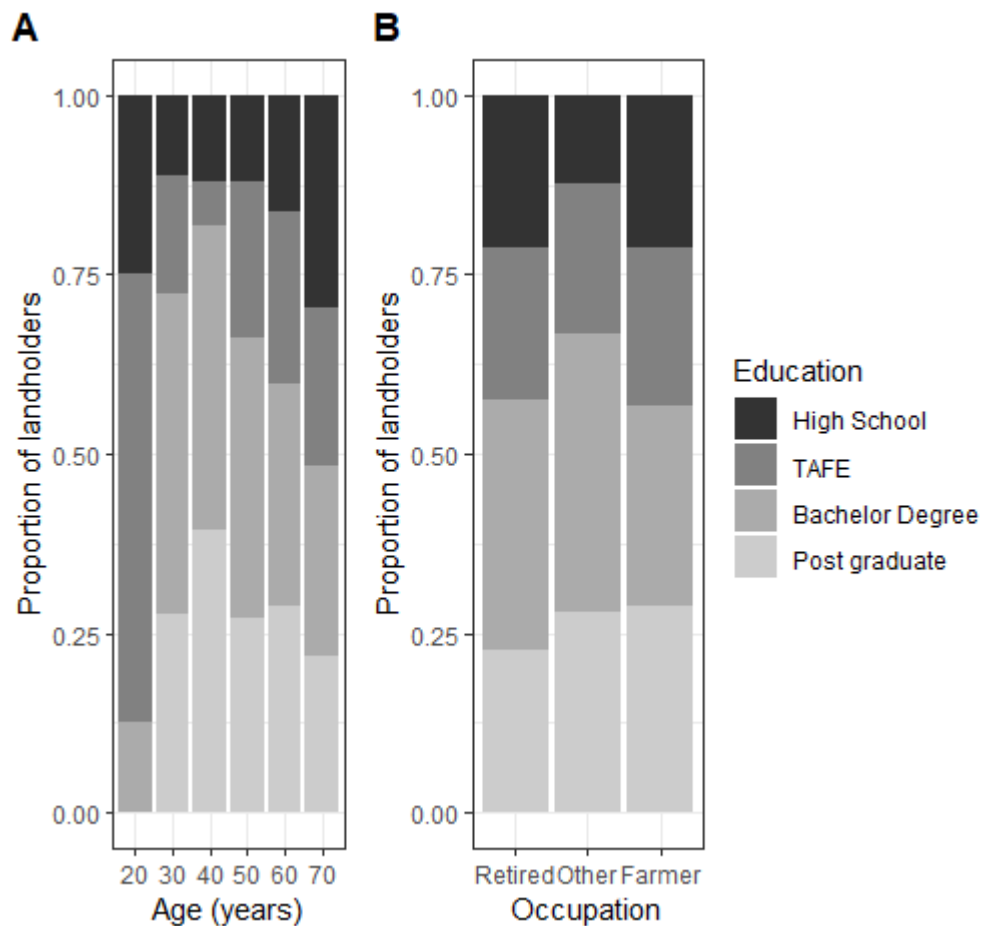 A
B
Proportion of landholders
1.00
0.75
0.50
0.25
0.00
20 30 40 50 60 70
Age (years)
Proportion of landholders
1.00
0.75
0.50
0.25
0.00
Retired Other Farmer
Occupation
Education
High School
TAFE
Bachelor Degree
Post graduate